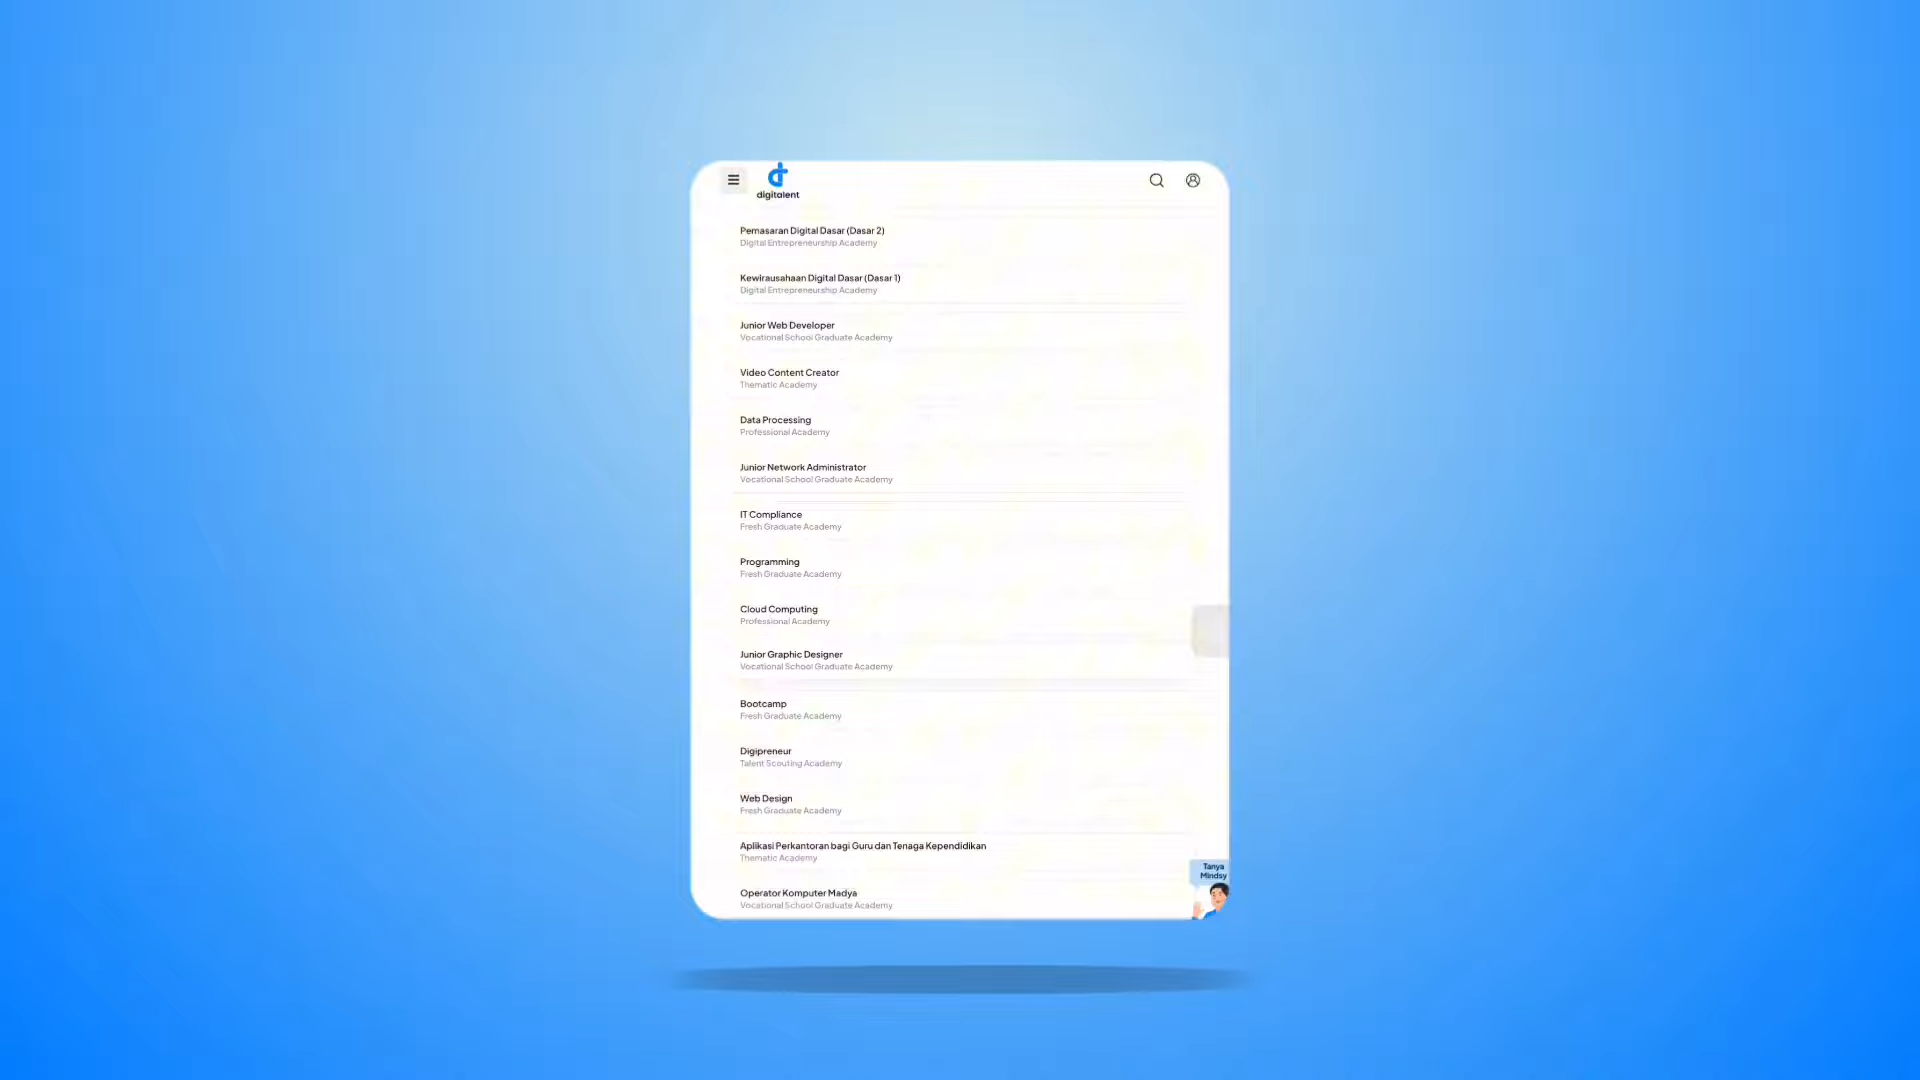 digitalent
Pemasaran Digital Dasar (Dasar 2)
Digital Entrepreneurship Academy
Kewirausahaan Digital Dasar (Dasar 1)
Digital Entrepreneurship Academy
Junior Web Developer
Vocational School Graduate Academy
Video Content Creator
Thematic Academy
Data Processing
Professional Academy
Junior Network Administrator
Vocational School Graduate Academy
IT Compliance
Fresh Graduate Academy
Programming
Fresh Graduate Academy
Cloud Computing
Professional Academy
Junior Graphic Designer
Vocational School Graduate Academy
Bootcamp
Fresh Graduate Academy
Digipreneur
Talent Scouting Academy
Web Design
Fresh Graduate Academy
Aplikasi Perkantoran bagi Guru dan Tenaga Kependidikan
Thematic Academy
Operator Komputer Madya
Vocational School Graduate Academy
Tanya
Mindsy